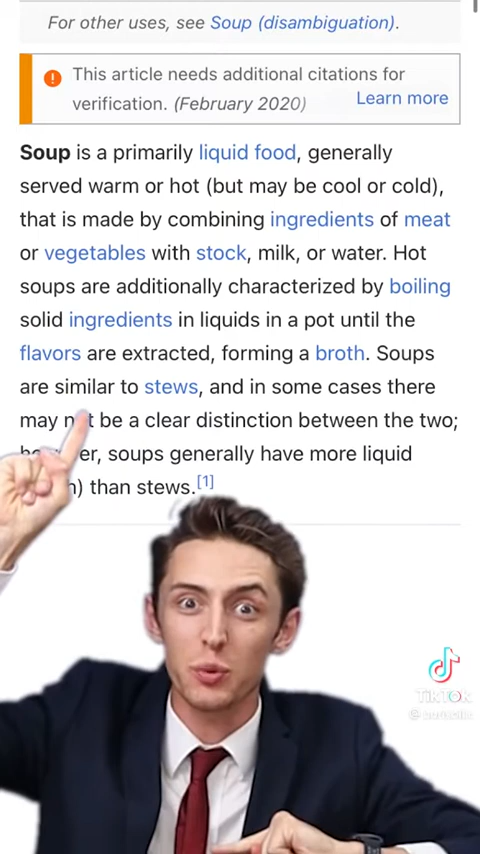 For other uses, see Soup (disambiguation).
This article needs additional citations for
verification. (February 2020)
Learn more
Soup is a primarily liquid food, generally
served warm or hot (but may be cool or cold),
that is made by combining ingredients of meat
or vegetables with stock, milk, or water. Hot
soups are additionally characterized by boiling
solid ingredients in liquids in a pot until the
flavors are extracted, forming a broth. Soups
are similar to stews, and in some cases there
may not be a clear distinction between the two;
soups generally have more liquid
than stews.[1]
TikTok